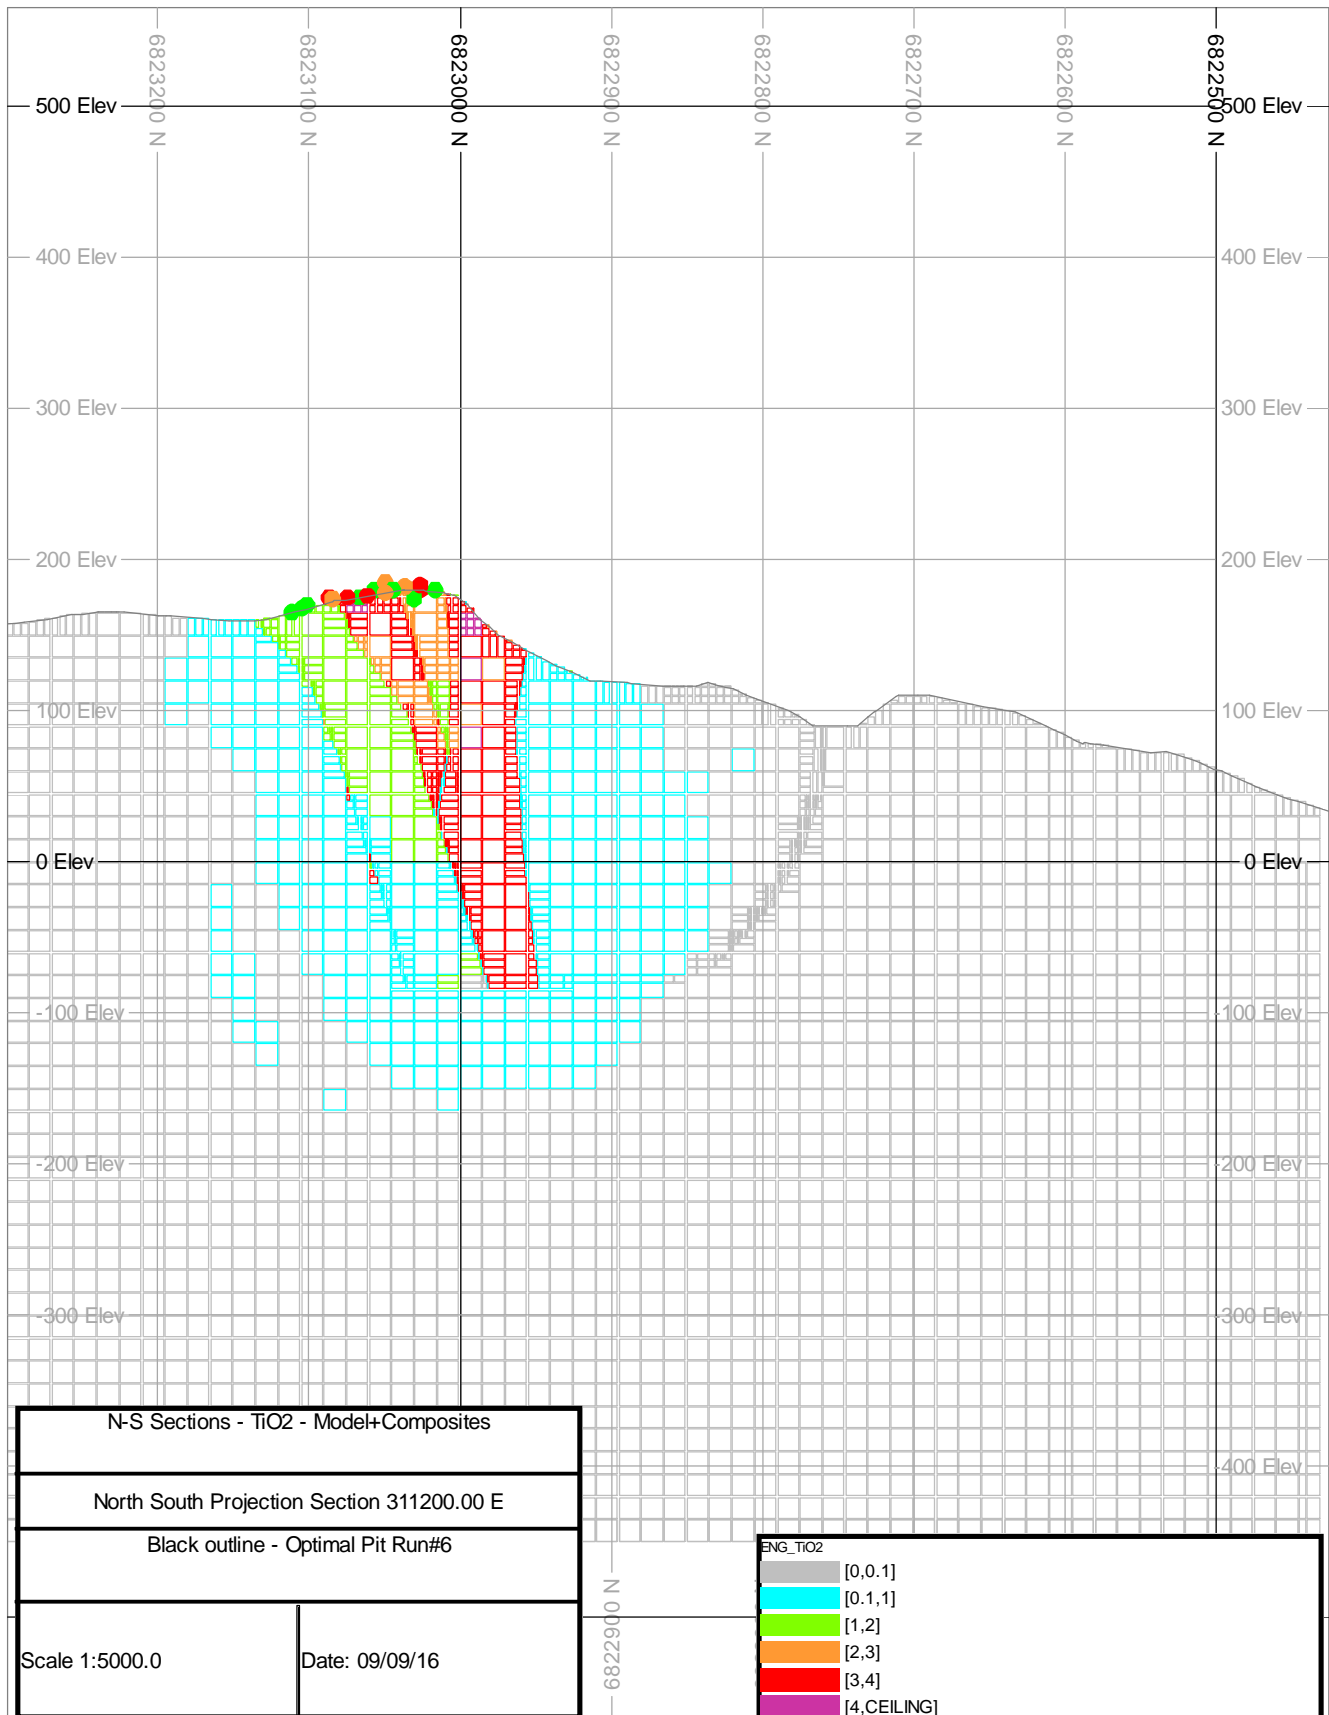 6823200 N
6823100 N
6823000 N
6822900 N
6822800 N
6822700 N
6822600 N
6822500 N
500 Elev 500 Elev
400 Elev 400 Elev
300 Elev 300 Elev
200 Elev 200 Elev
100 Elev 100 Elev
0 Elev 0 Elev
-100 Elev -100 Elev
-200 Elev -200 Elev
-300 Elev -300 Elev
-400 Elev
N-S Sections - TiO2 - Model+Composites
North South Projection Section 311200.00 E
Black outline - Optimal Pit Run#6
Scale 1:5000.0
Date: 09/09/16
6822900 N
ENG_TiO2
[0,0.1]
[0.1,1]
[1,2]
[2,3]
[3,4]
[4,CEILING]